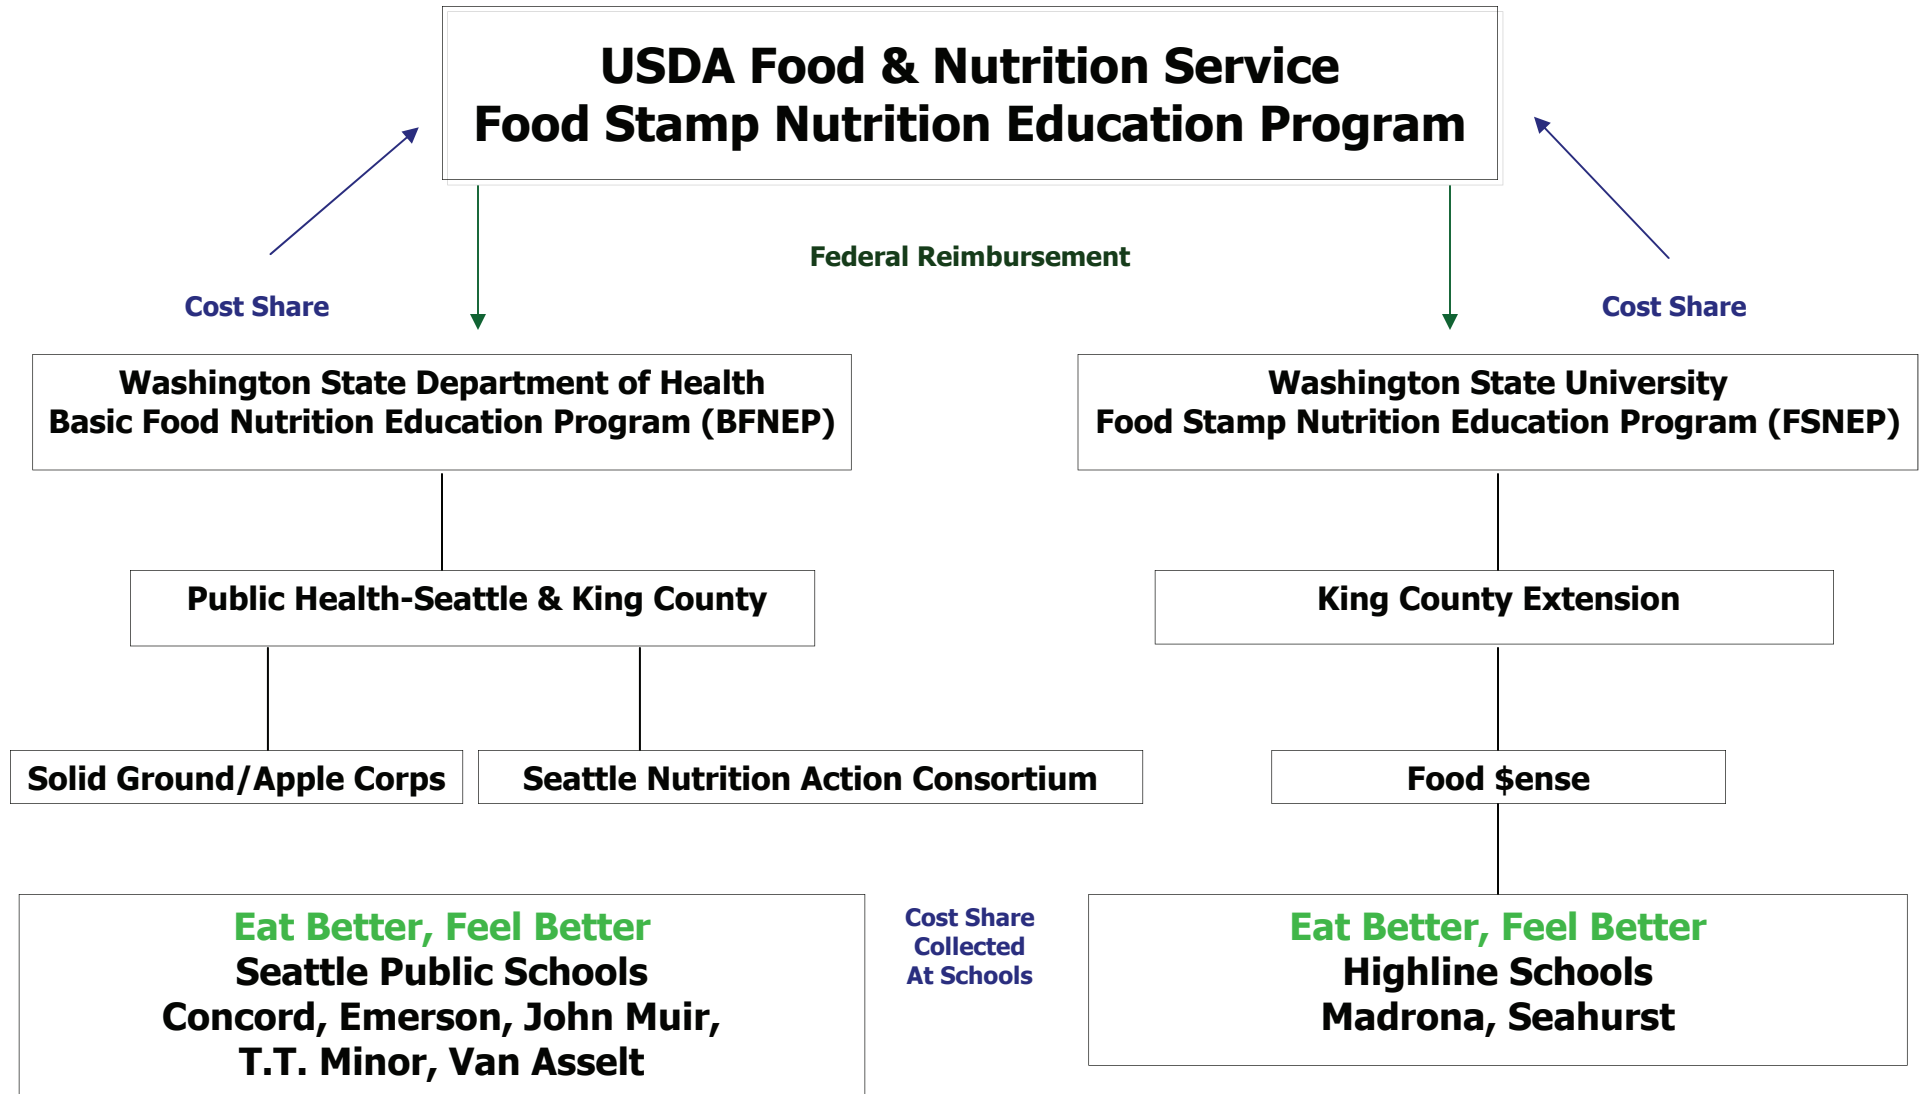 USDA Food & Nutrition Service
Food Stamp Nutrition Education Program
Federal Reimbursement
Cost Share
Cost Share
Washington State Department of Health
Basic Food Nutrition Education Program (BFNEP)
Washington State University
Food Stamp Nutrition Education Program (FSNEP)
Public Health-Seattle & King County
King County Extension
Solid Ground/Apple Corps
Seattle Nutrition Action Consortium
Food $ense
Eat Better, Feel Better
Seattle Public Schools
Concord, Emerson, John Muir,
T.T. Minor, Van Asselt
Cost Share
Collected
At Schools
Eat Better, Feel Better
Highline Schools
Madrona, Seahurst